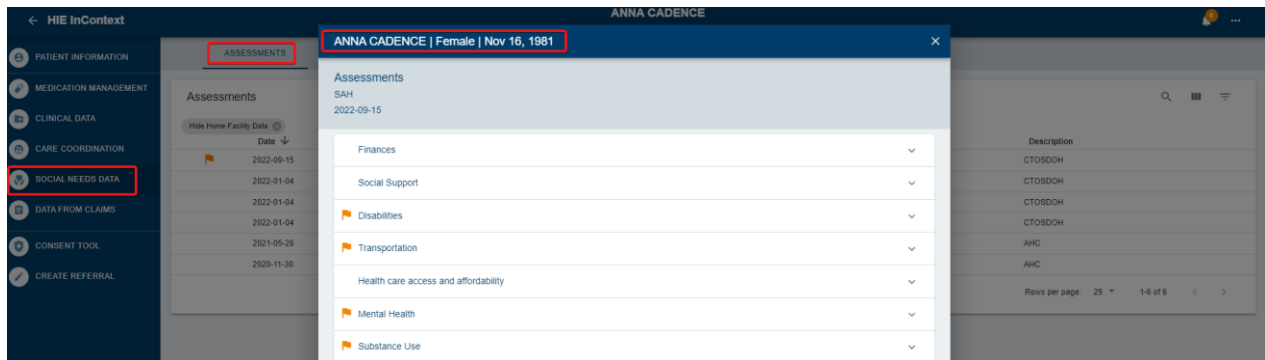 ← HIE InContext
ANNA CADENCE
6
...
PATIENT INFORMATION
MEDICATION MANAGEMENT
CLINICAL DATA
CARE COORDINATION
SOCIAL NEEDS DATA
DATA FROM CLAIMS
CONSENT TOOL
CREATE REFERRAL
ASSESSMENTS
Assessments
Hide Home Facility Data
Date ↓
2022-09-15
2022-01-04
2022-01-04
2022-01-04
2021-05-28
2020-11-30
ANNA CADENCE | Female | Nov 16, 1981
Assessments
SAH
2022-09-15
Finances
Social Support
Disabilities
Transportation
Health care access and affordability
Mental Health
Substance Use
Description
CTOSDOH
CTOSDOH
CTOSDOH
CTOSDOH
AHC
AHC
Rows per page: 25 1-6 of 6